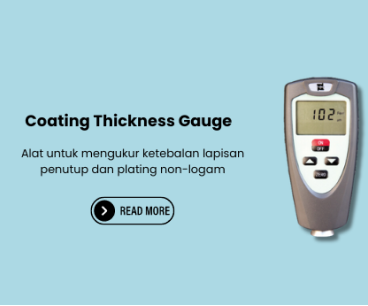 Coating Thickness Gauge
Alat untuk mengukur ketebalan lapisan
penutup dan plating non-logam
READ MORE
102